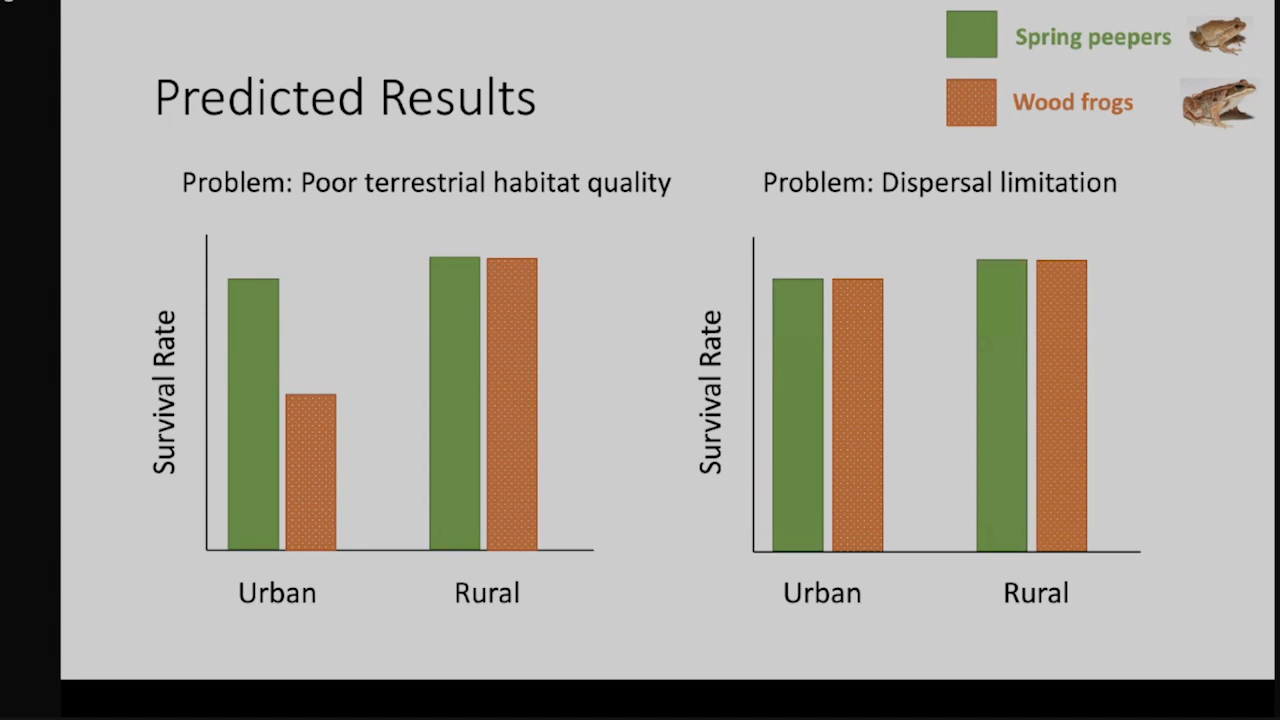 Spring peepers
Wood frogs
Predicted Results
Problem: Poor terrestrial habitat quality
Problem: Dispersal limitation
Survival Rate
Urban
Rural
Survival Rate
Urban
Rural